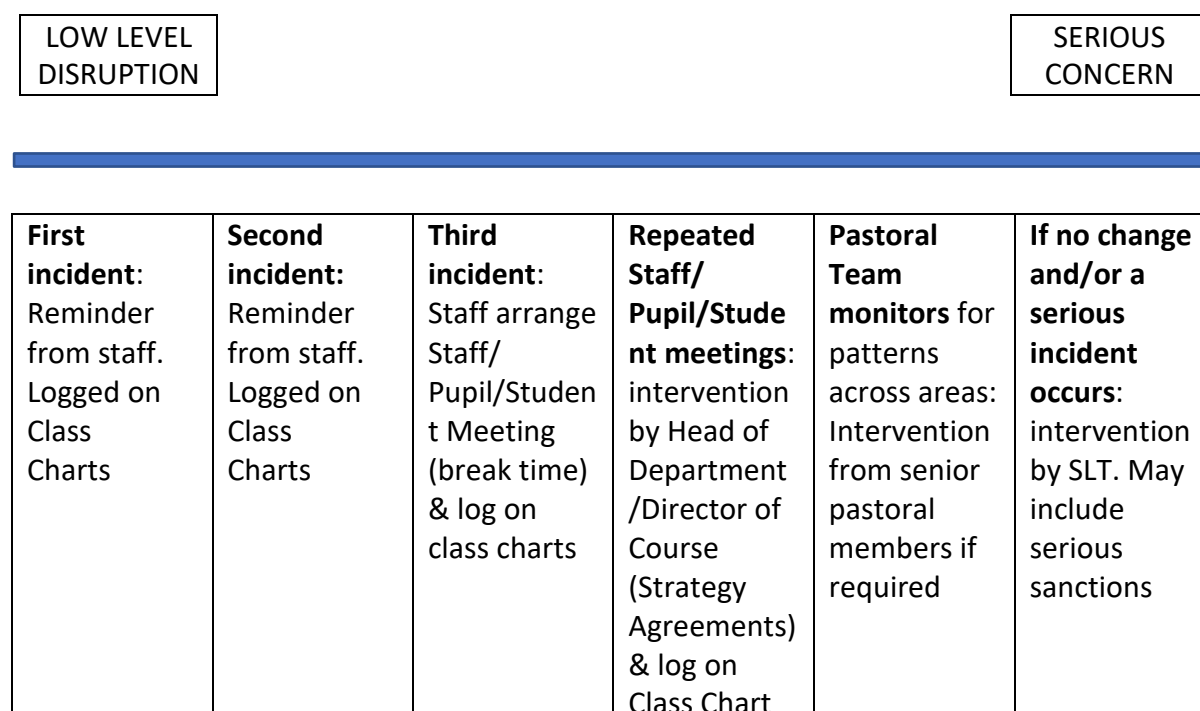 LOW LEVEL
DISRUPTION
SERIOUS
CONCERN
First
incident:
Reminder
from staff.
Logged on
Class
Charts
Second
incident:
Reminder
from staff.
Logged on
Class
Charts
Third
incident:
Staff arrange
Staff/
Pupil/Studen
t Meeting
(break time)
& log on
class charts
Repeated
Staff/
Pupil/Stude
nt meetings:
intervention
by Head of
Department
/Director of
Course
(Strategy
Agreements)
& log on
Class Chart
Pastoral
Team
monitors for
patterns
across areas:
Intervention
from senior
pastoral
members if
required
If no change
and/or a
serious
incident
occurs:
intervention
by SLT. May
include
serious
sanctions